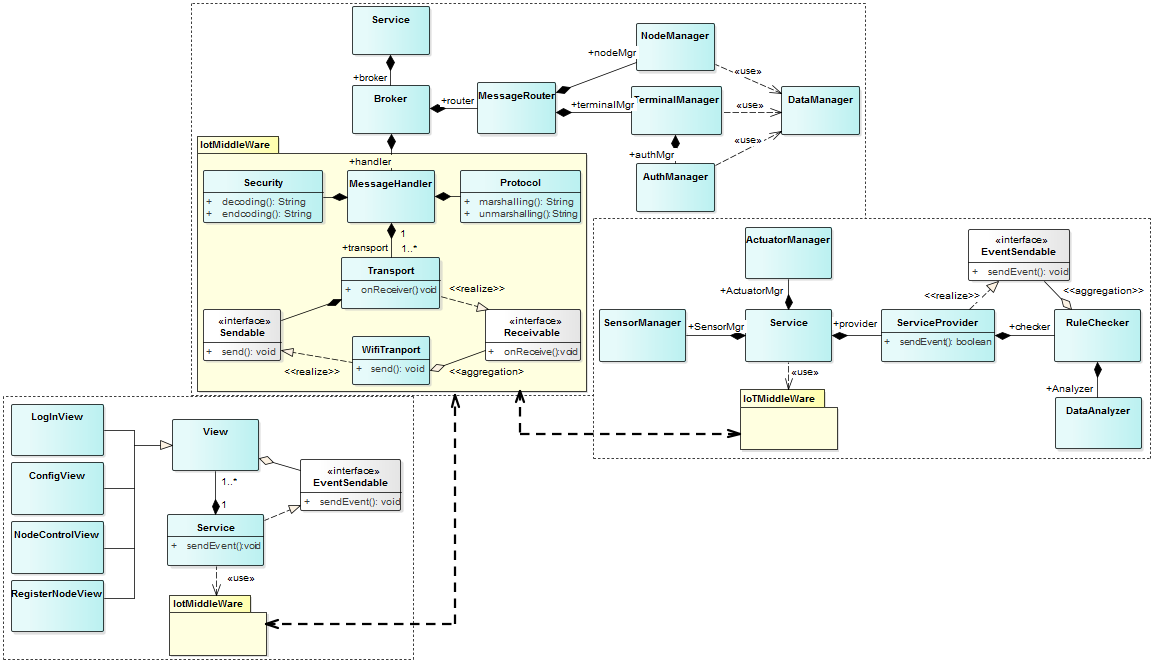 Service
+broker
Broker
+router
MessageRouter
+nodeMgr
NodeManager
«use»
+terminalMgr
TerminalManager
«use»
DataManager
«use»
+authMgr
AuthManager
IotMiddleWare
+handler
Security
+ decoding(): String
+ endcoding(): String
MessageHandler
Protocol
+ marshalling(): String
+ unmarshalling():String
1
+transport
1..*
Transport
+ onReceiver():void
<<realize>>
«interface»
Sendable
+ send(): void
«interface»
Receivable
+ onReceive():void
WifiTranport
+ send(): void
<<realize>>
<<aggregation>
ActuatorManager
+ActuatorMgr
«interface»
EventSendable
+ sendEvent(): void
<<realize>>
<<aggregation>>
SensorManager
+SensorMgr
Service
+provider
ServiceProvider
+ sendEvent(): boolean
+checker
RuleChecker
«use»
+Analyzer
DataAnalyzer
IoTMiddleWare
LogInView
ConfigView
NodeControlView
RegisterNodeView
View
1..*
1
«interface»
EventSendable
+ sendEvent(): void
Service
+ sendEvent():void
«use»
IotMiddleWare